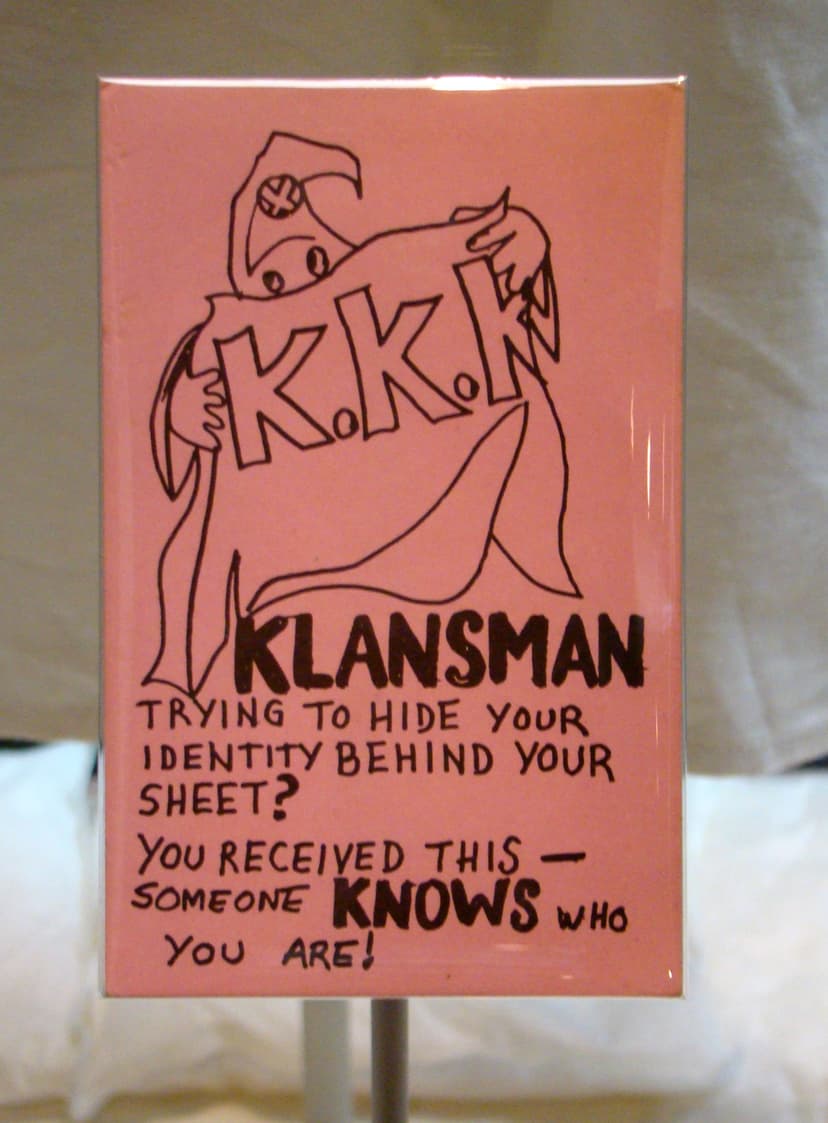 K.K.K
KLANSMAN
TRYING TO HIDE YOUR
IDENTITY BEHIND YOUR
SHEET?
YOU RECEIVED THIS —
SOMEONE KNOWS WHO
YOU ARE!